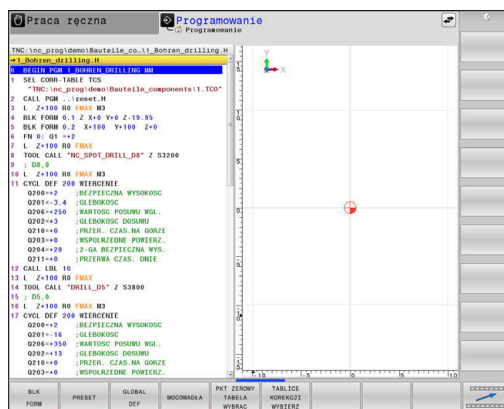 Praca ręczna
Programowanie
Programowanie
TNC:\nc_prog\demo\Bauteile_co…\1_Bohren_drilling.H
→1_Bohren_drilling.H
0 BEGIN PGM 1_BOHREN_DRILLING MM
1 SEL CORR-TABLE TCS
"TNC:\nc_prog\demo\Bauteile_components\1.TCO"
2 CALL PGM ..\reset.H
3 L Z+100 R0 FMAX M3
4 BLK FORM 0.1 Z X+0 Y+0 Z-19.95
5 BLK FORM 0.2 X+100 Y+100 Z+0
6 FN 0: Q1 =+2
7 L Z+100 R0 FMAX
8 TOOL CALL "NC_SPOT_DRILL_D8" Z S3200
9 ; D8,0
10 L Z+100 R0 FMAX M3
11 CYCL DEF 200 WIERCENIE
Q200=+2 ;BEZPIECZNA WYSOKOSC
Q201=-3.4 ;GLEBOKOSC
Q206=+250 ;WARTOSC POSUWU WGL.
Q202=+3 ;GLEBOKOSC DOSUWU
Q210=+0 ;PRZER. CZAS.NA GORZE
Q203=+0 ;WSPOLRZEDNE POWIERZ.
Q204=+20 ;2-GA BEZPIECZNA WYS.
Q211=+0 ;PRZERWA CZAS. DNIE
12 CALL LBL 10
13 L Z+100 R0 FMAX
14 TOOL CALL "DRILL_D5" Z S3800
15 ; D5,0
16 L Z+100 R0 FMAX M3
17 CYCL DEF 200 WIERCENIE
Q200=+2 ;BEZPIECZNA WYSOKOSC
Q201=-16 ;GLEBOKOSC
Q206=+350 ;WARTOSC POSUWU WGL.
Q202=+13 ;GLEBOKOSC DOSUWU
Q210=+0 ;PRZER. CZAS.NA GORZE
Q203=+0 ;WSPOLRZEDNE POWIERZ.
Y
X
BLK
FORM
PRESET
GLOBAL
DEF
MOCOWADŁA
PKT ZEROWY
TABELA
WYBRAC
TABLICE
KOREKCJI
WYBIERZ